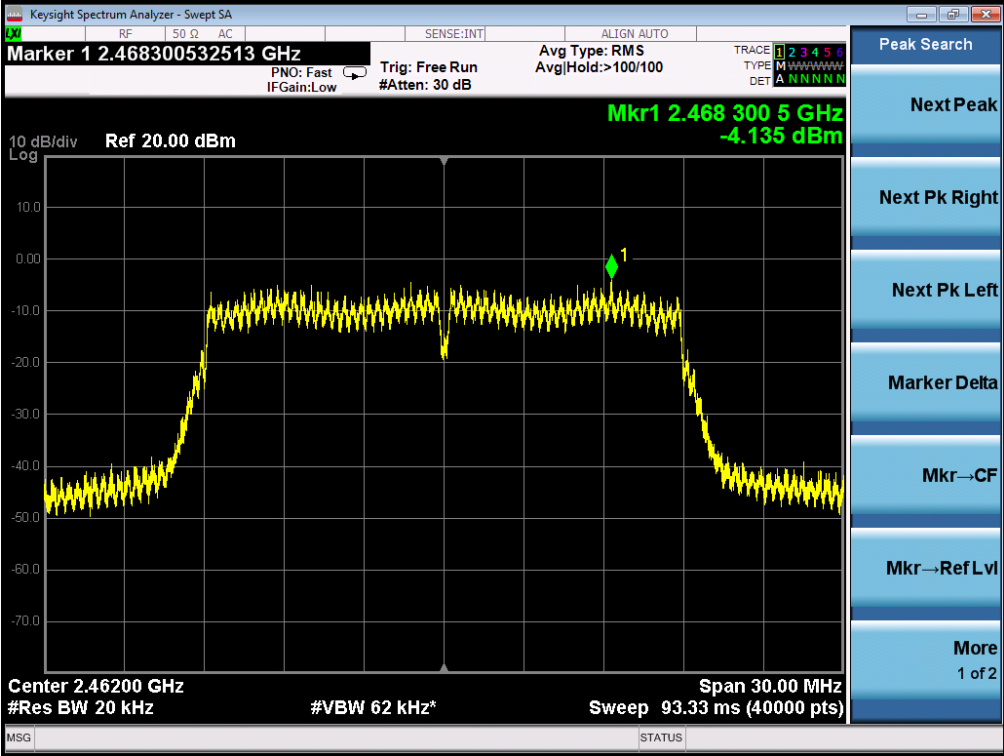 Keysight Spectrum Analyzer - Swept SA
LXI RF 50 Ω AC SENSE:INT ALIGN AUTO
Marker 1 2.468300532513 GHz
PNO: Fast
IFGain:Low
Trig: Free Run
#Atten: 30 dB
Avg Type: RMS
Avg|Hold:>100/100
TRACE 1 2 3 4 5 6
TYPE M WWWWW
DET A N N N N N
Mkr1 2.468 300 5 GHz
-4.135 dBm
10 dB/div Ref 20.00 dBm
Log
10.0
0.00
-10.0
-20.0
-30.0
-40.0
-50.0
-60.0
-70.0
1
Center 2.46200 GHz Span 30.00 MHz
#Res BW 20 kHz #VBW 62 kHz* Sweep 93.33 ms (40000 pts)
MSG STATUS
Peak Search
Next Peak
Next Pk Right
Next Pk Left
Marker Delta
Mkr→CF
Mkr→Ref Lvl
More
1 of 2